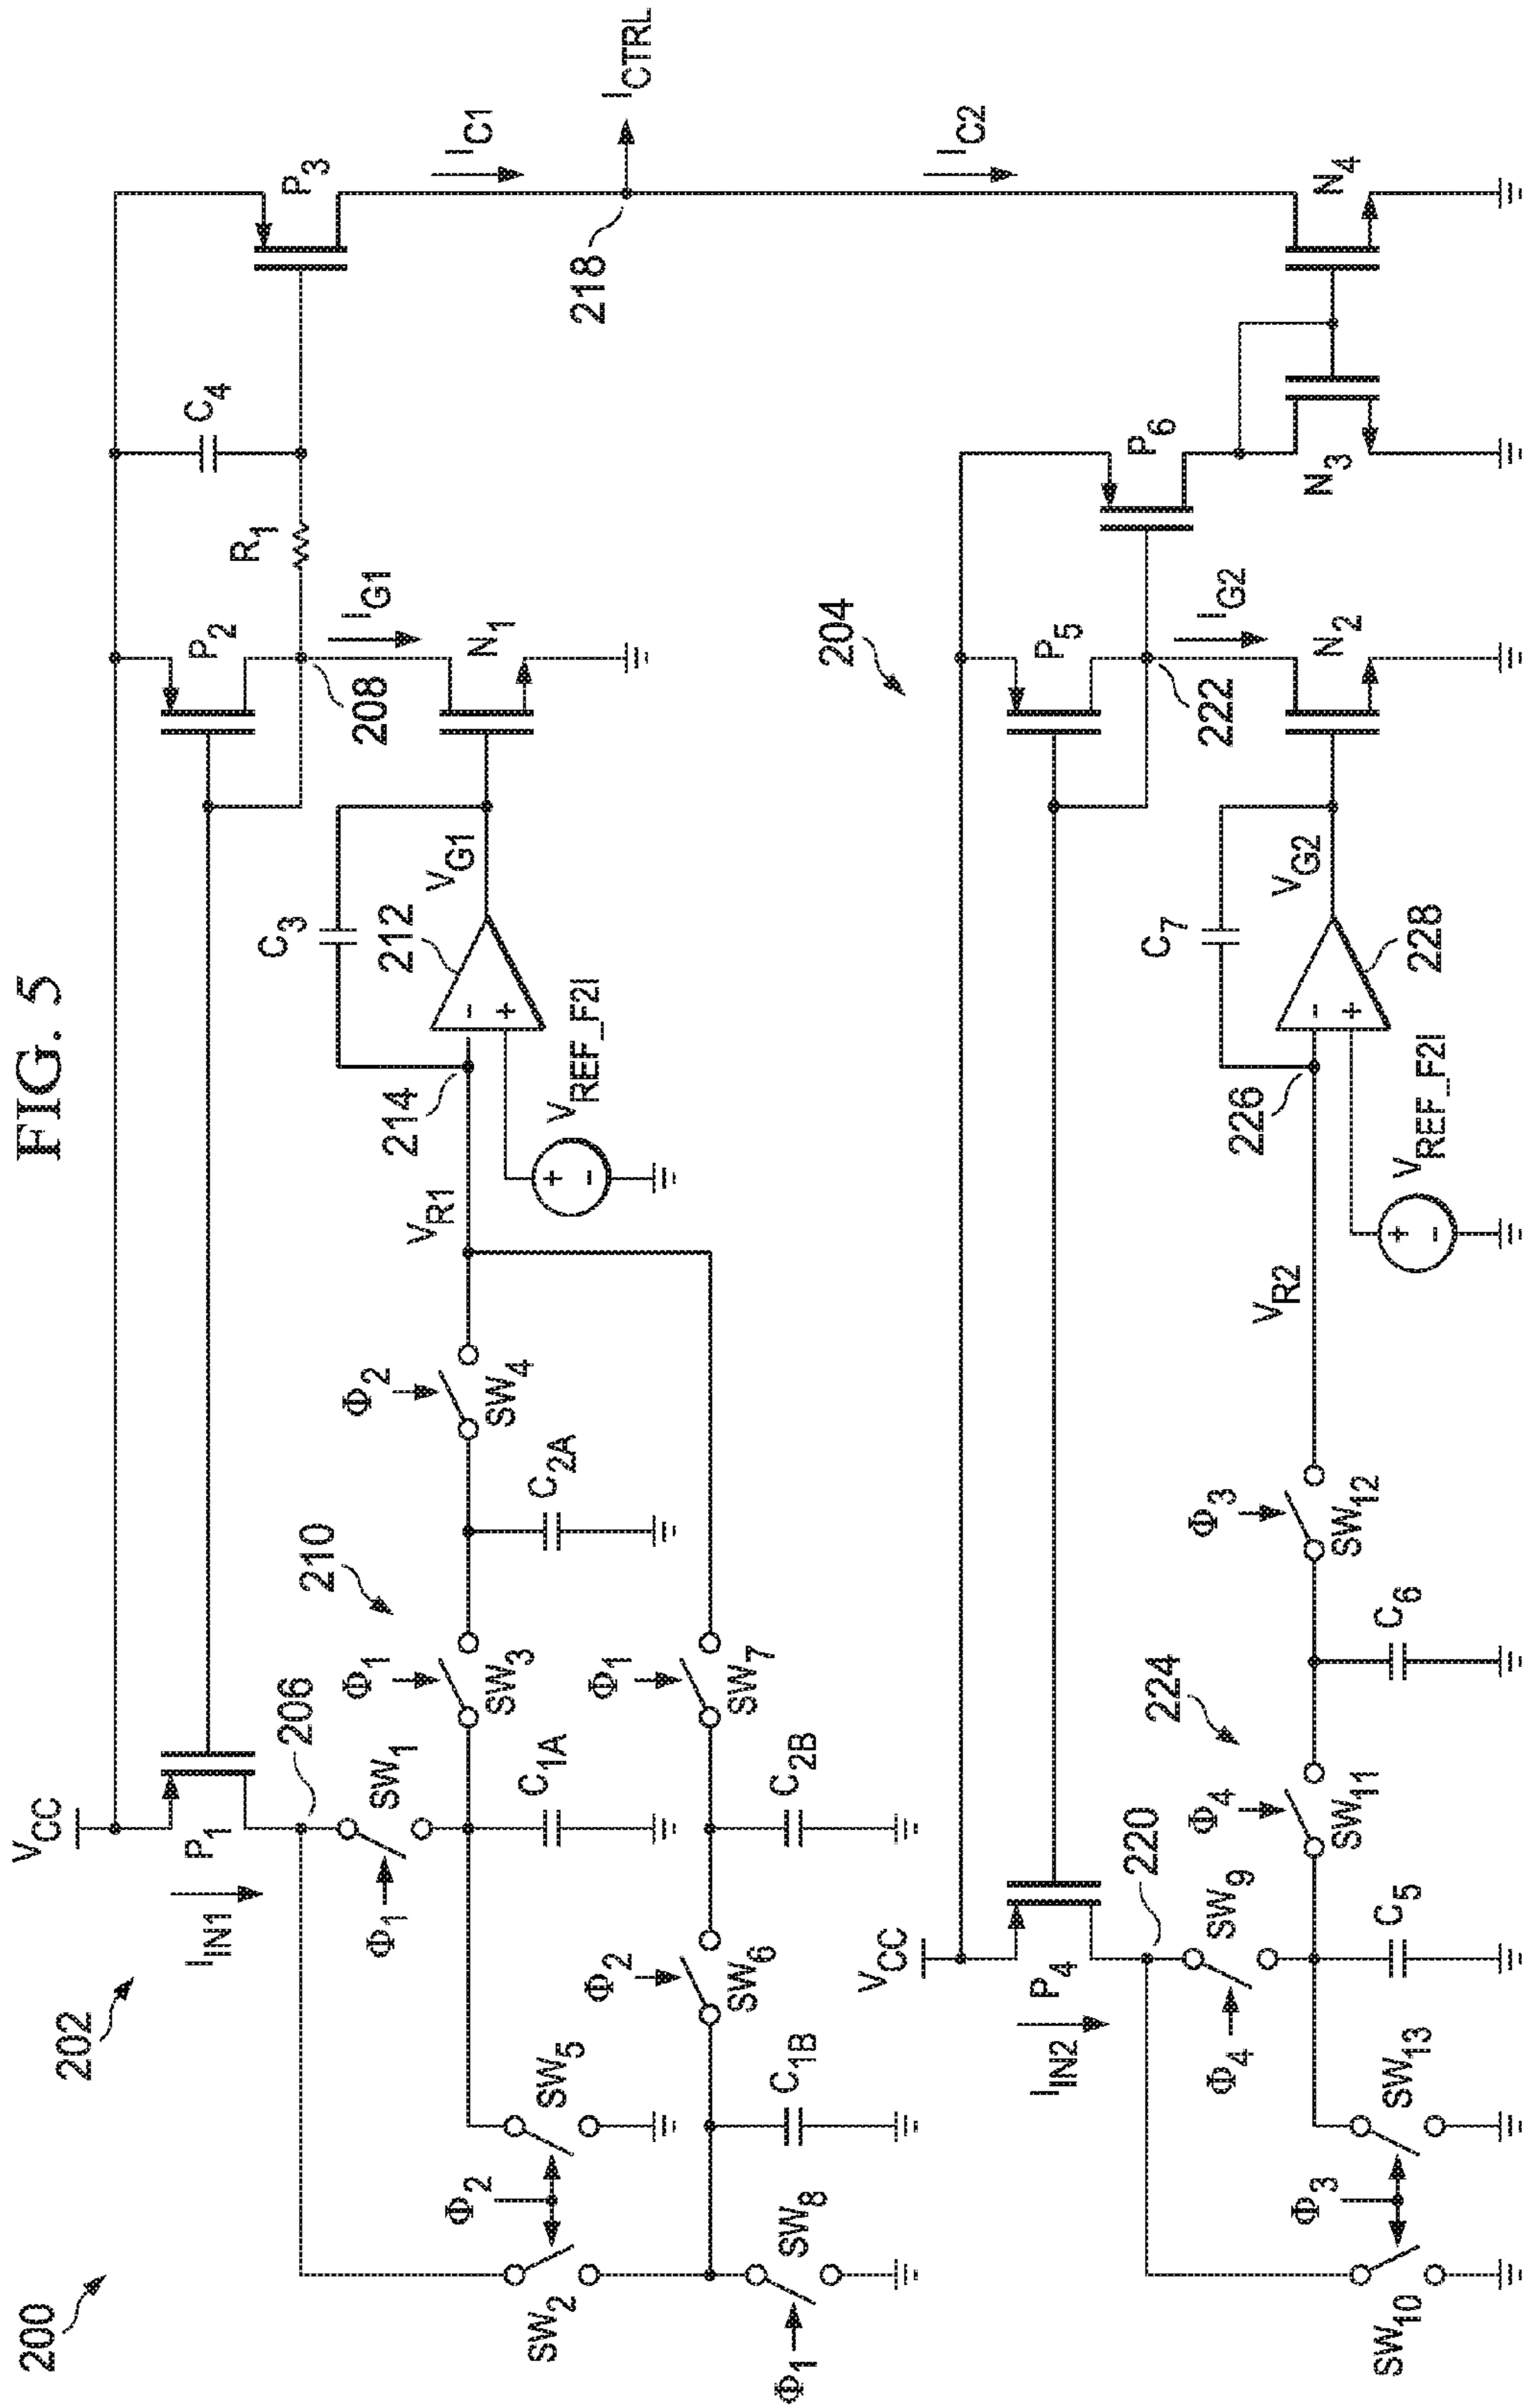 FIG. 5
200
202
V_CC
P_1
I_IN1
206
SW_1
Φ_1
P_2
208
I_G1
N_1
R_1
C_4
P_3
I_C1
218
I_CTRL
I_C2
210
Φ_1
SW_3
C_1A
Φ_2
SW_4
C_2A
V_R1
214
C_3
212
-
+
V_G1
V_REF_F2I
+
-
Φ_2
SW_2
SW_5
Φ_2
SW_6
Φ_1
SW_7
C_1B
C_2B
Φ_1
SW_8
204
V_CC
P_4
I_IN2
220
SW_9
Φ_4
P_5
222
I_G2
N_2
P_6
N_3
N_4
224
Φ_4
SW_11
C_5
Φ_3
SW_12
C_6
V_R2
226
C_7
228
-
+
V_G2
V_REF_F2I
+
-
Φ_3
SW_10
SW_13